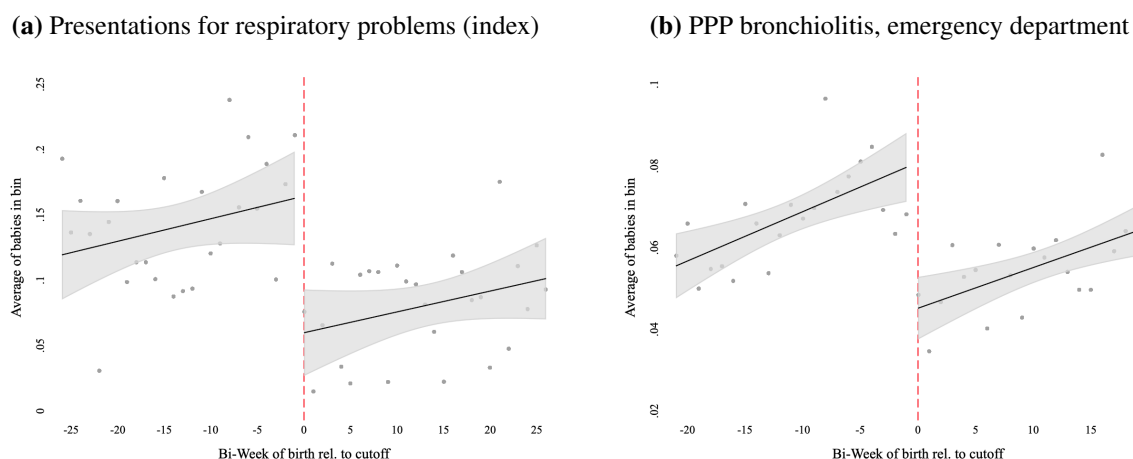 (a) Presentations for respiratory problems (index)
Average of babies in bin
.25
.2
.15
.1
.05
0
-25 -20 -15 -10 -5 0 5 10 15 20 25
Bi-Week of birth rel. to cutoff
(b) PPP bronchiolitis, emergency department
Average of babies in bin
.1
.08
.06
.04
.02
-20 -15 -10 -5 0 5 10 15
Bi-Week of birth rel. to cutoff